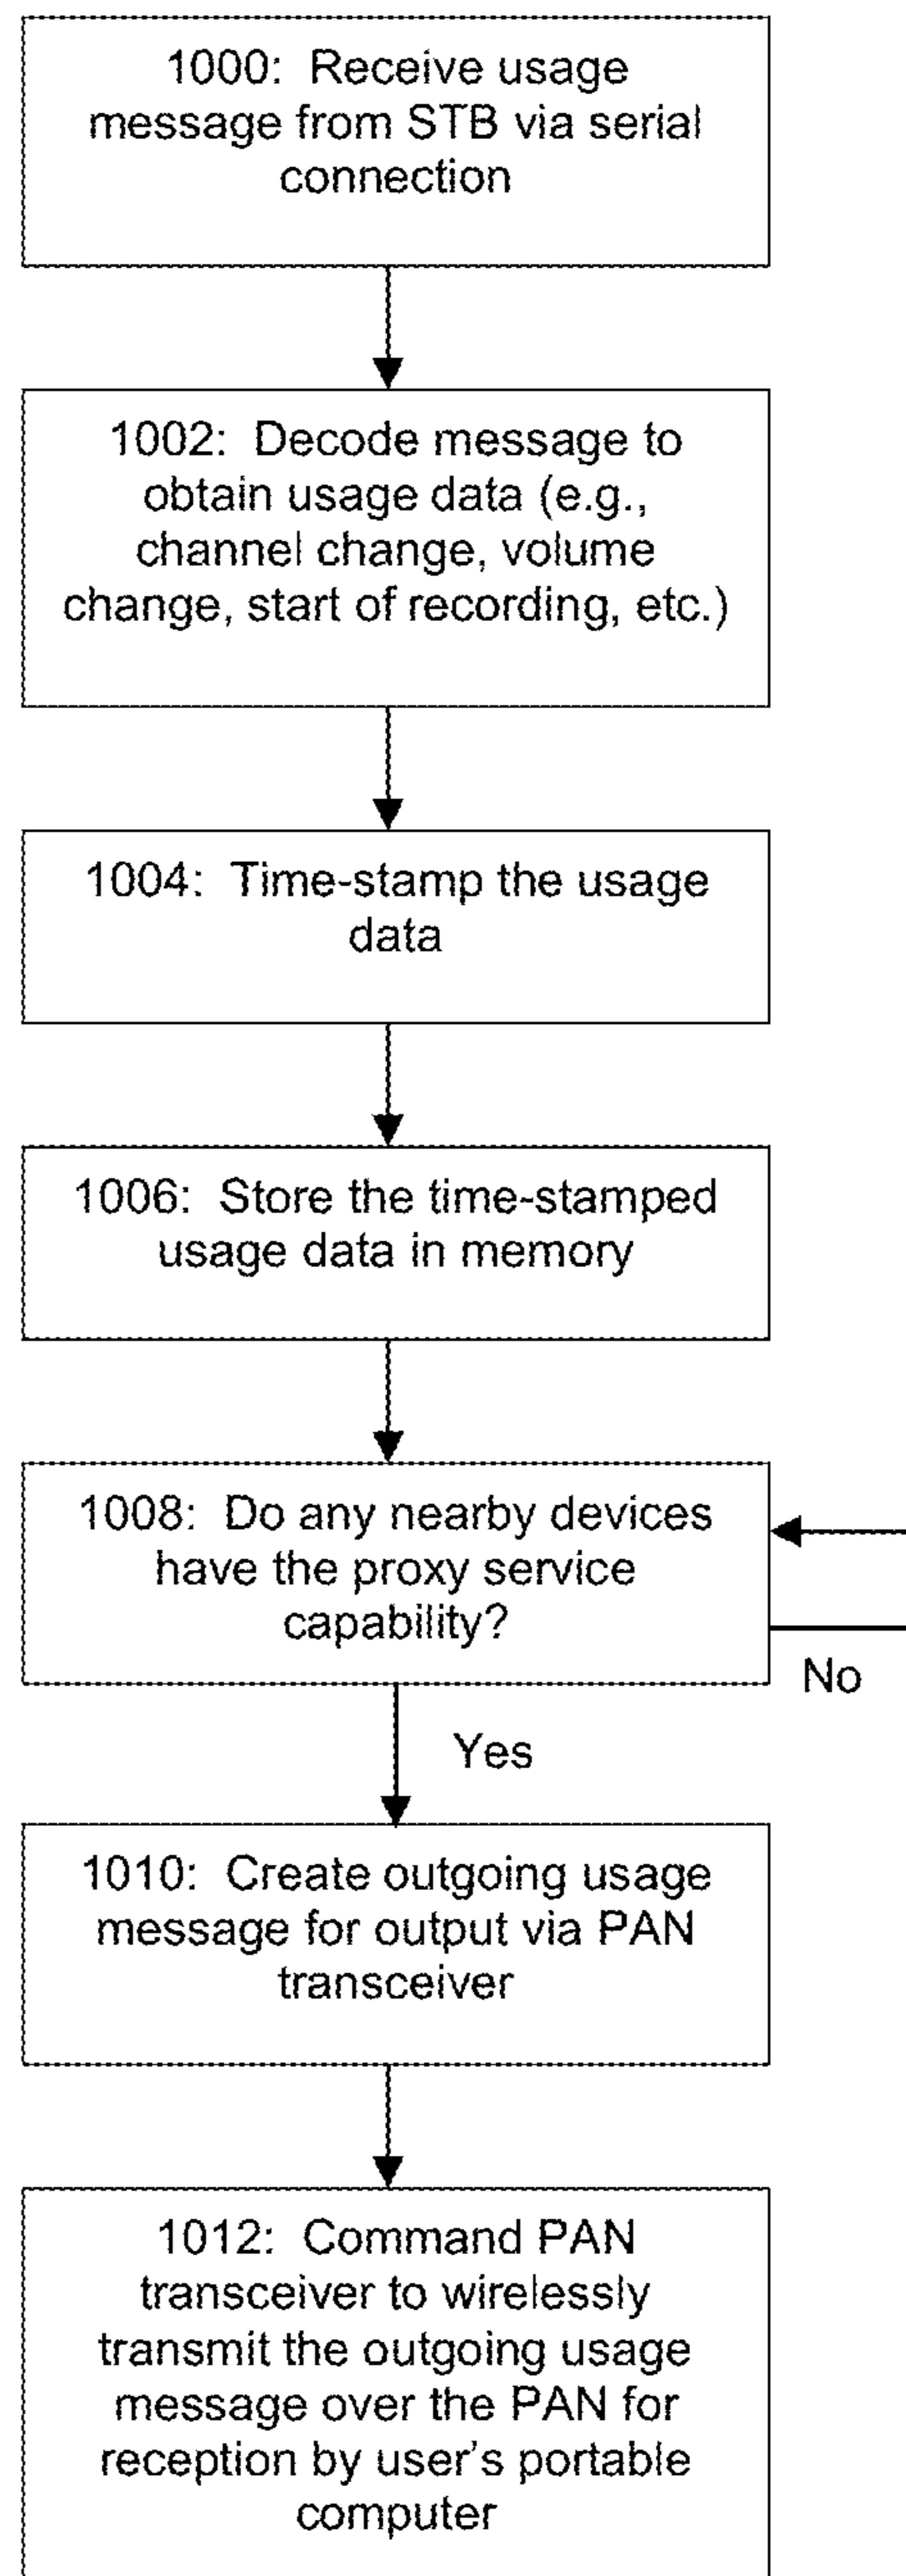 1000: Receive usage
message from STB via serial
connection
1002: Decode message to
obtain usage data (e.g.,
channel change, volume
change, start of recording, etc.)
1004: Time-stamp the usage
data
1006: Store the time-stamped
usage data in memory
1008: Do any nearby devices
have the proxy service
capability?
No
Yes
1010: Create outgoing usage
message for output via PAN
transceiver
1012: Command PAN
transceiver to wirelessly
transmit the outgoing usage
message over the PAN for
reception by user's portable
computer